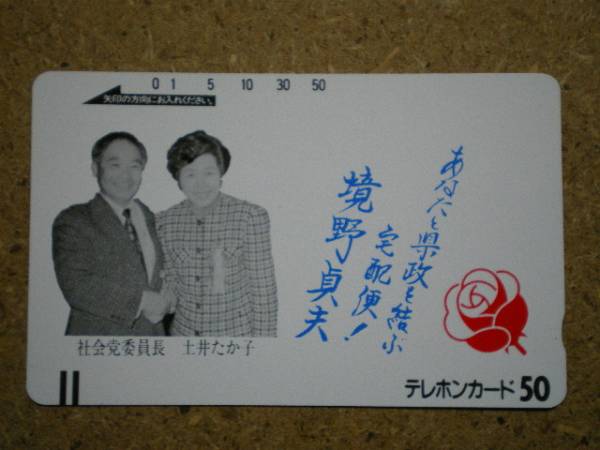 0 1 5 10 30 50
矢印の方向にお入れください。
社会党委員長 土井たか子
あなたと県政を結ぶ
宅配便!
境野貞夫
テレホンカード 50